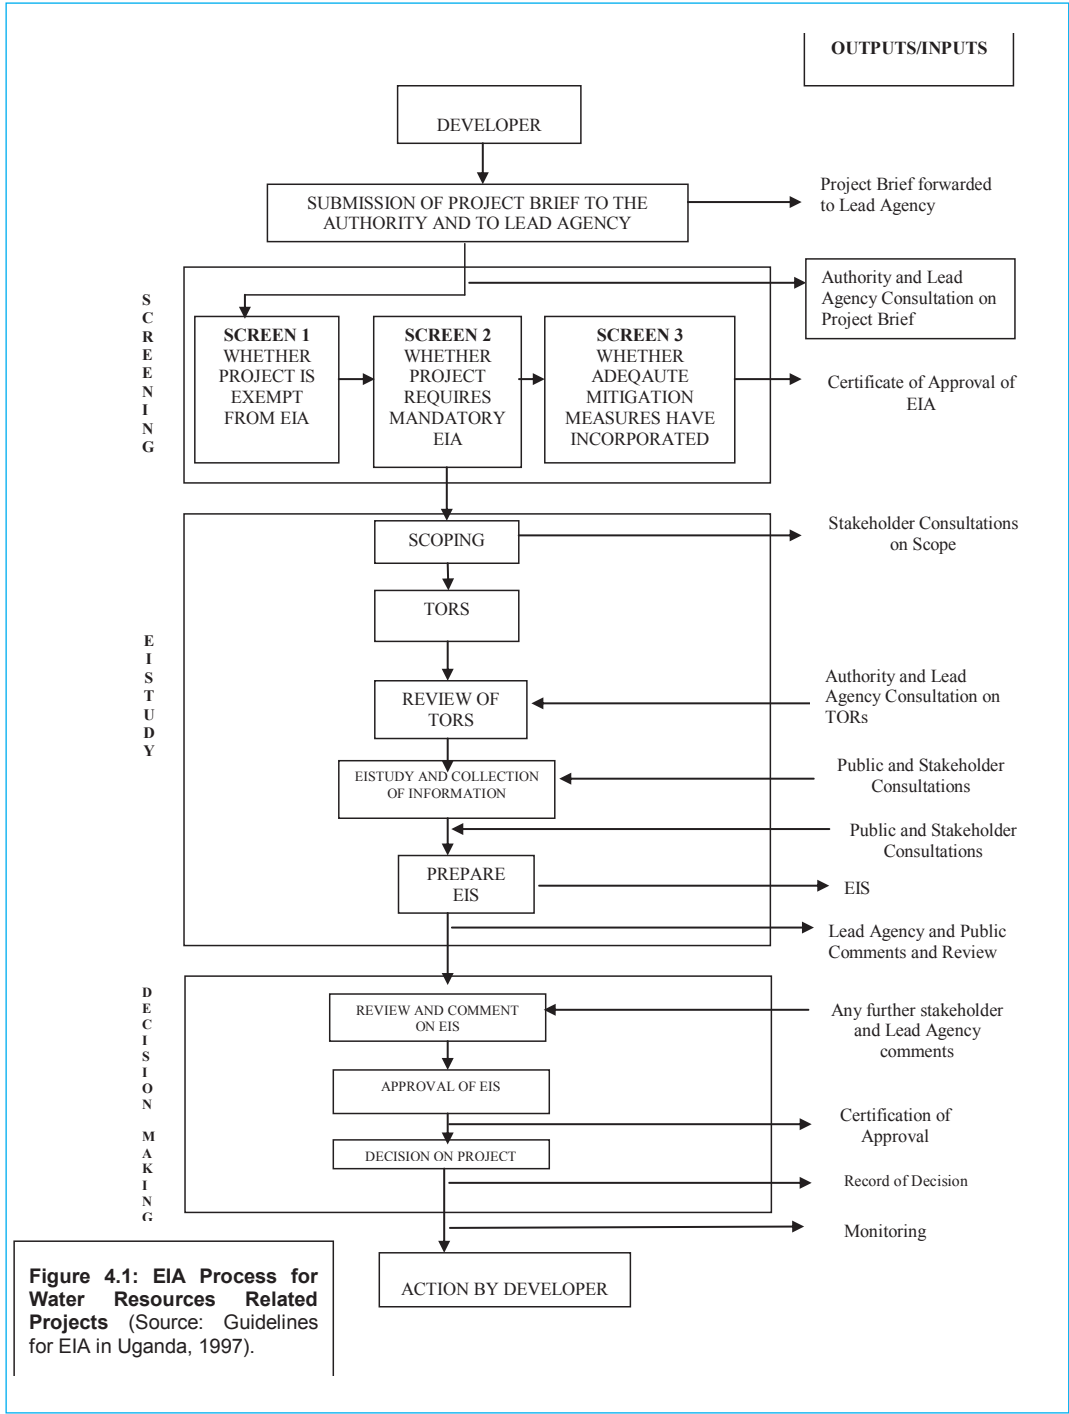 OUTPUTS/INPUTS
DEVELOPER
SUBMISSION OF PROJECT BRIEF TO THE
AUTHORITY AND TO LEAD AGENCY
Project Brief forwarded
to Lead Agency
SCREENING
Authority and Lead
Agency Consultation on
Project Brief
SCREEN 1
WHETHER
PROJECT IS
EXEMPT
FROM EIA
SCREEN 2
WHETHER
PROJECT
REQUIRES
MANDATORY
EIA
SCREEN 3
WHETHER
ADEQAUTE
MITIGATION
MEASURES HAVE
INCORPORATED
Certificate of Approval of
EIA
EISTUDY
SCOPING
Stakeholder Consultations
on Scope
TORS
REVIEW OF
TORS
Authority and Lead
Agency Consultation on
TORs
EISTUDY AND COLLECTION
OF INFORMATION
Public and Stakeholder
Consultations
Public and Stakeholder
Consultations
PREPARE
EIS
EIS
Lead Agency and Public
Comments and Review
DECISION MAKING
REVIEW AND COMMENT
ON EIS
Any further stakeholder
and Lead Agency
comments
APPROVAL OF EIS
Certification of
Approval
DECISION ON PROJECT
Record of Decision
Monitoring
ACTION BY DEVELOPER
Figure 4.1: EIA Process for
Water Resources Related
Projects (Source: Guidelines
for EIA in Uganda, 1997).